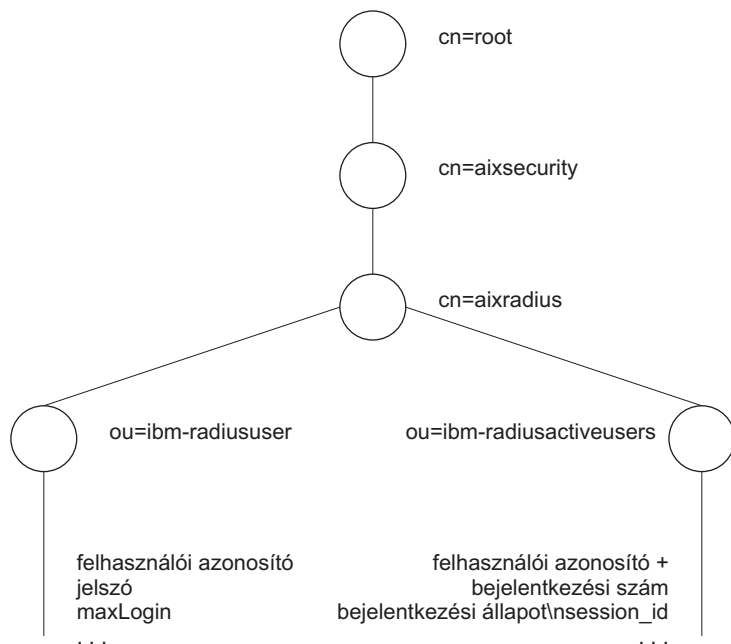 cn=root
cn=aixsecurity
cn=aixradius
ou=ibm-radiususer
ou=ibm-radiusactiveusers
felhasználói azonosító
jelszó
maxLogin
...
felhasználói azonosító +
bejelentkezési szám
bejelentkezési állapot\nsession_id
...